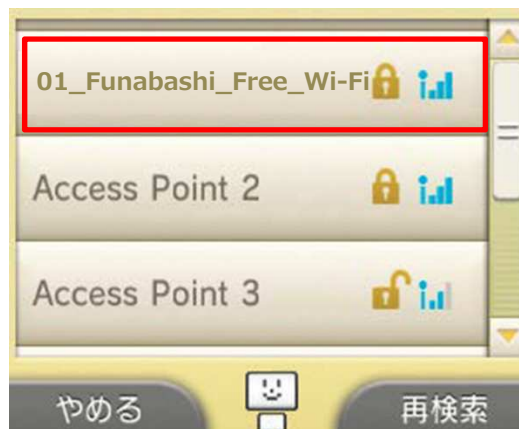 01_Funabashi_Free_Wi-Fi
Access Point 2
Access Point 3
やめる
再検索